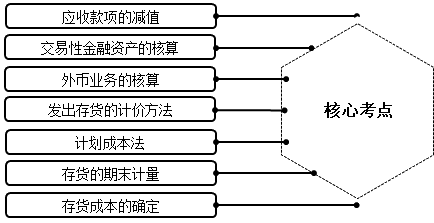 应收款项的减值
交易性金融资产的核算
外币业务的核算
发出存货的计价方法
计划成本法
存货的期末计量
存货成本的确定
核心考点